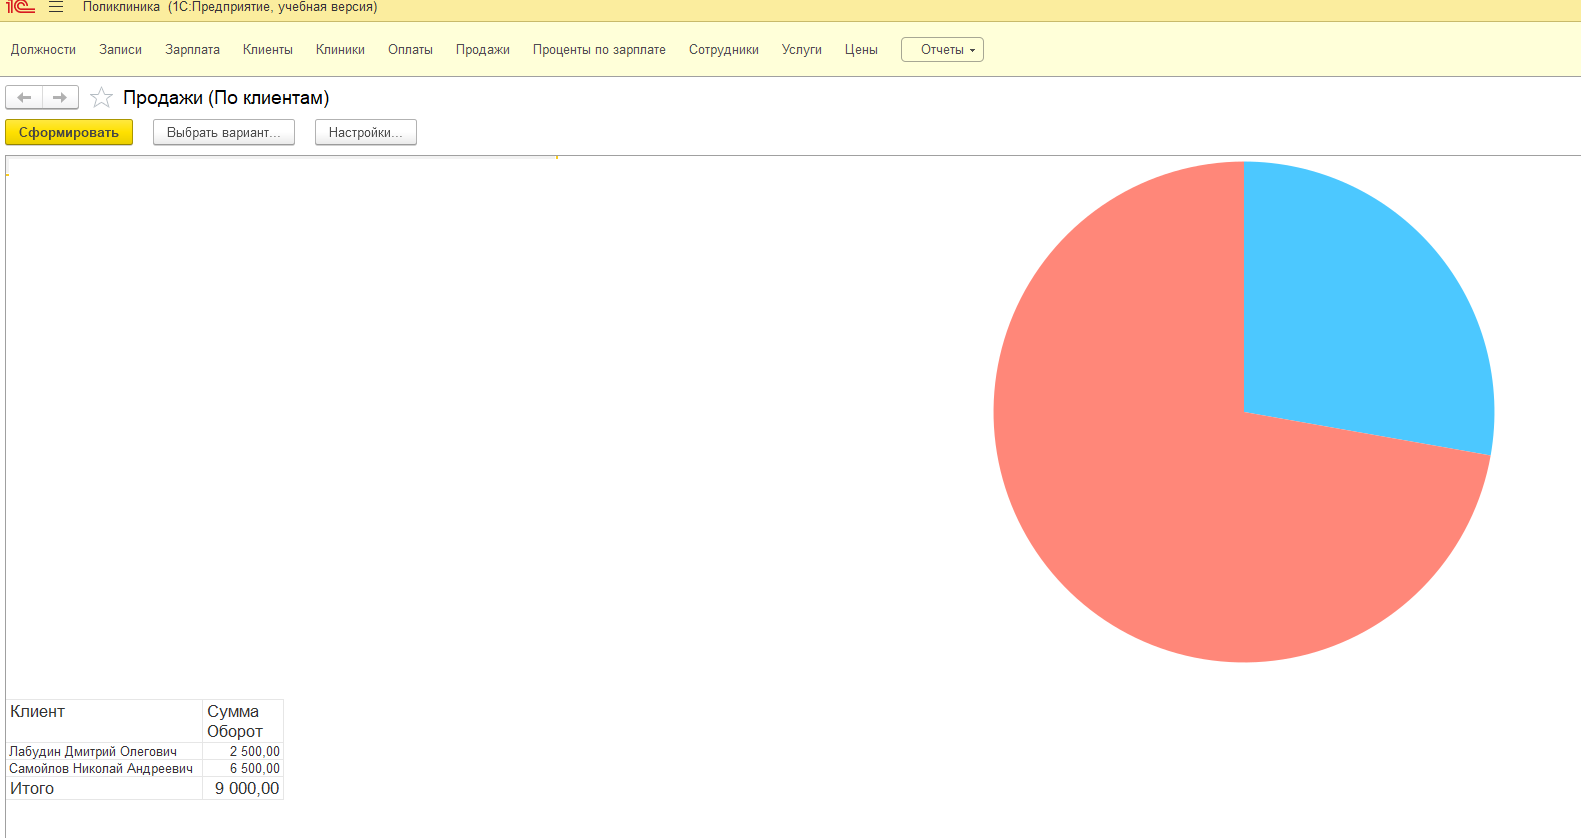 1С Поликлиника (1С:Предприятие, учебная версия)
Должности Записи Зарплата Клиенты Клиники Оплаты Продажи Проценты по зарплате Сотрудники Услуги Цены Отчеты
Продажи (По клиентам)
Сформировать Выбрать вариант... Настройки...
Клиент Сумма
Оборот
Лабудин Дмитрий Олегович 2 500,00
Самойлов Николай Андреевич 6 500,00
Итого 9 000,00